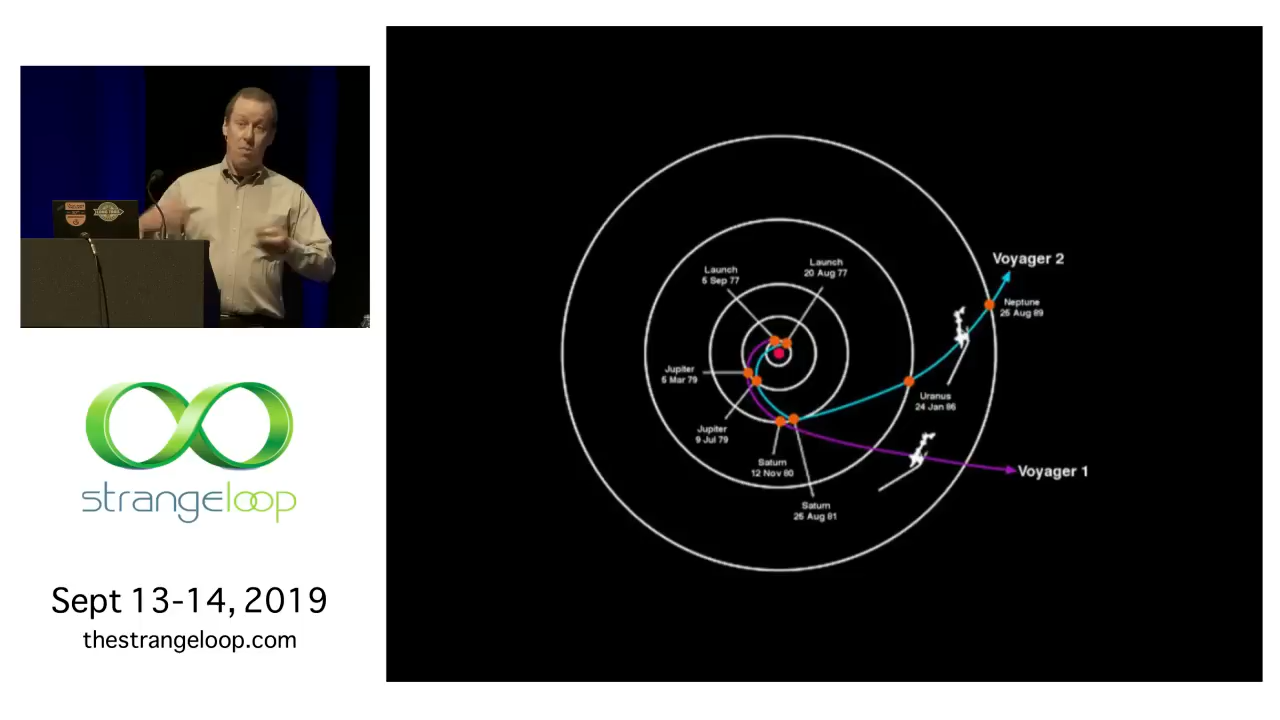 strangeloop
Sept 13-14, 2019
thestrangeloop.com
Launch
5 Sep 77
Launch
20 Aug 77
Voyager 2
Neptune
25 Aug 89
Jupiter
5 Mar 79
Uranus
24 Jan 86
Jupiter
9 Jul 79
Saturn
12 Nov 80
Voyager 1
Saturn
26 Aug 81